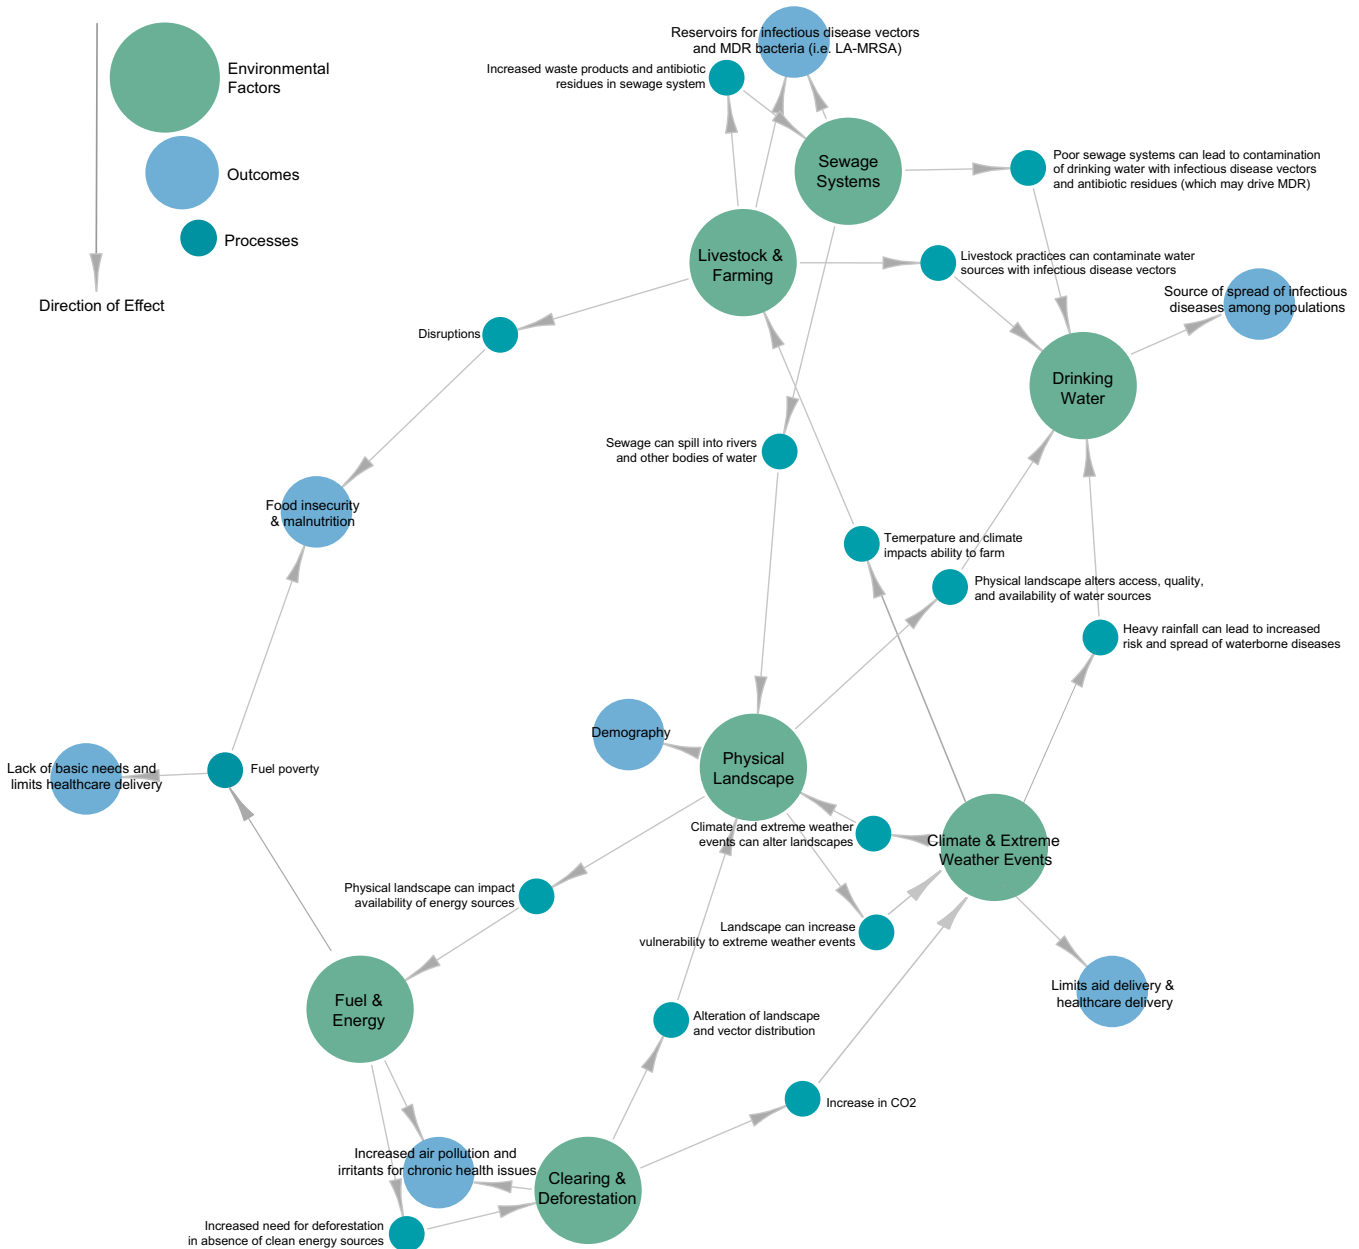 Environmental
Factors
Outcomes
Processes
Direction of Effect
Reservoirs for infectious disease vectors
and MDR bacteria (i.e. LA-MRSA)
Increased waste products and antibiotic
residues in sewage system
Sewage
Systems
Poor sewage systems can lead to contamination
of drinking water with infectious disease vectors
and antibiotic residues (which may drive MDR)
Livestock &
Farming
Livestock practices can contaminate water
sources with infectious disease vectors
Source of spread of infectious
diseases among populations
Disruptions
Drinking
Water
Sewage can spill into rivers
and other bodies of water
Food insecurity
& malnutrition
Temerpature and climate
impacts ability to farm
Physical landscape alters access, quality,
and availability of water sources
Heavy rainfall can lead to increased
risk and spread of waterborne diseases
Demography
Physical
Landscape
Lack of basic needs and
limits healthcare delivery
Fuel poverty
Climate and extreme weather
events can alter landscapes
Climate & Extreme
Weather Events
Physical landscape can impact
availability of energy sources
Landscape can increase
vulnerability to extreme weather events
Limits aid delivery &
healthcare delivery
Fuel &
Energy
Alteration of landscape
and vector distribution
Increase in CO2
Increased air pollution and
irritants for chronic health issues
Clearing &
Deforestation
Increased need for deforestation
in absence of clean energy sources